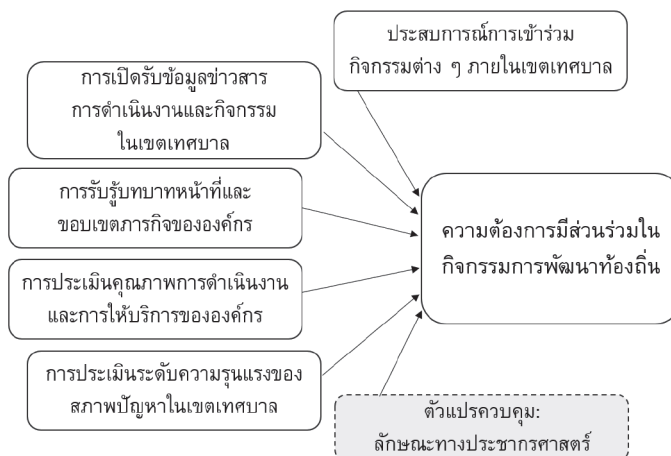 ประสบการณ์การเข้าร่วม
กิจกรรมต่าง ๆ ภายในเขตเทศบาล
การเปิดรับข้อมูลข่าวสาร
การดำเนินงานและกิจกรรม
ในเขตเทศบาล
การรับรู้บทบาทหน้าที่และ
ขอบเขตภารกิจขององค์กร
การประเมินคุณภาพการดำเนินงาน
และการให้บริการขององค์กร
การประเมินระดับความรุนแรงของ
สภาพปัญหาในเขตเทศบาล
ความต้องการมีส่วนร่วมใน
กิจกรรมการพัฒนาท้องถิ่น
ตัวแปรควบคุม:
ลักษณะทางประชากรศาสตร์